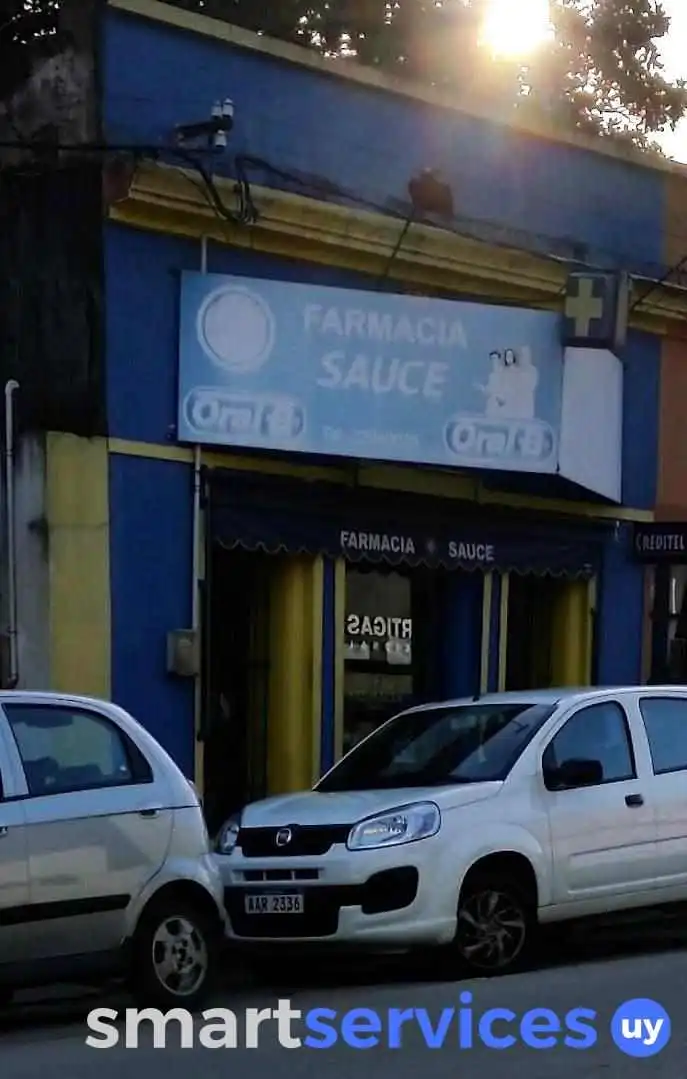 FARMACIA
SAUCE
Oral-B
Oral-B
FARMACIA SAUCE
CREDITEL
RTIGAS
AAR 2336
smartservices uy